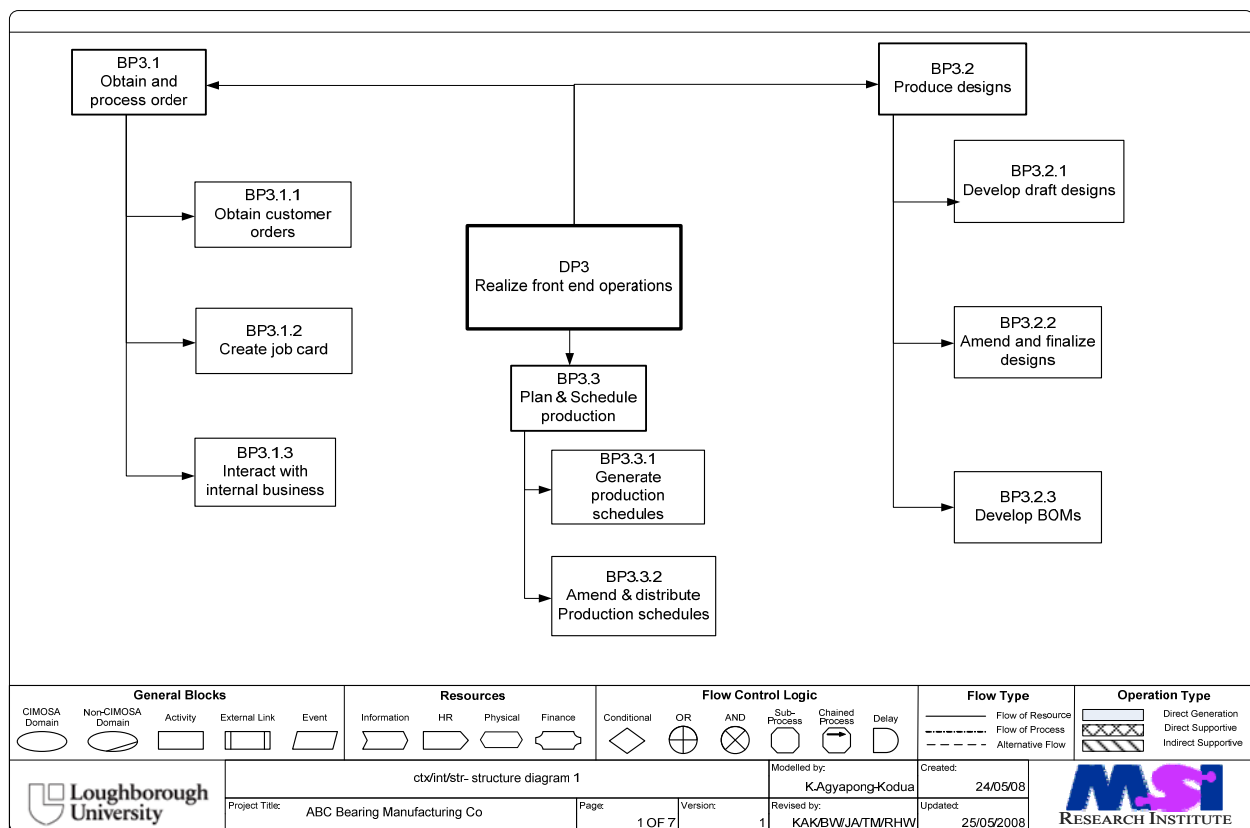 BP3.1
Obtain and
process order
BP3.2
Produce designs
BP3.1.1
Obtain customer
orders
BP3.2.1
Develop draft designs
DP3
Realize front end operations
BP3.1.2
Create job card
BP3.2.2
Amend and finalize
designs
BP3.3
Plan & Schedule
production
BP3.1.3
Interact with
internal business
BP3.3.1
Generate
production
schedules
BP3.2.3
Develop BOMs
BP3.3.2
Amend & distribute
Production schedules
General Blocks
CIMOSA
Domain
Non-CIMOSA
Domain
Activity
External Link
Event
Resources
Information
HR
Physical
Finance
Flow Control Logic
Conditional
OR
AND
Sub-
Process
Chained
Process
Delay
Flow Type
Flow of Resource
Flow of Process
Alternative Flow
Operation Type
Direct Generation
Direct Supportive
Indirect Supportive
Loughborough
University
ctx/int/str- structure diagram 1
Modelled by:
K.Agyapong-Kodua
Created:
24/05/08
Project Title:
ABC Bearing Manufacturing Co
Page:
1 OF 7
Version:
1
Revised by:
KAK/BW/JA/TM/RHW
Updated:
25/05/2008
MSI
RESEARCH INSTITUTE